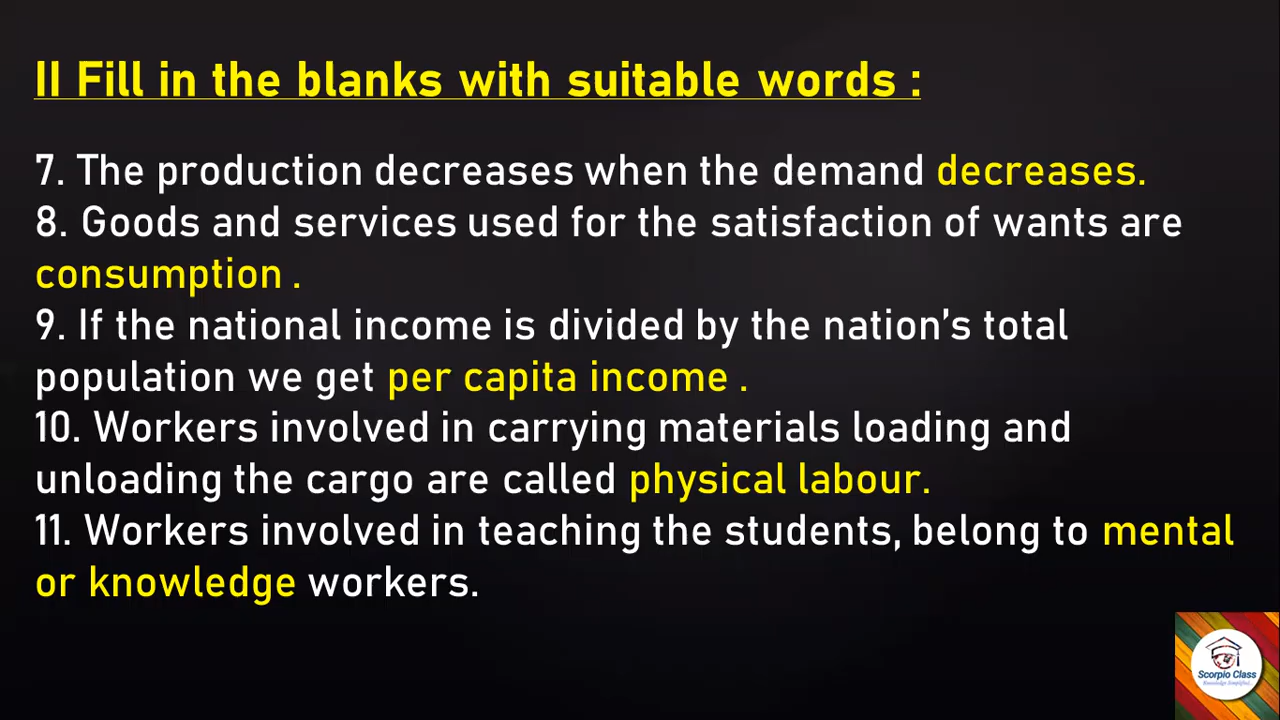 II Fill in the blanks with suitable words :
7. The production decreases when the demand decreases.
8. Goods and services used for the satisfaction of wants are
consumption .
9. If the national income is divided by the nation's total
population we get per capita income .
10. Workers involved in carrying materials loading and
unloading the cargo are called physical labour.
11. Workers involved in teaching the students, belong to mental
or knowledge workers.
Scorpio Class
Knowledge Simplified..